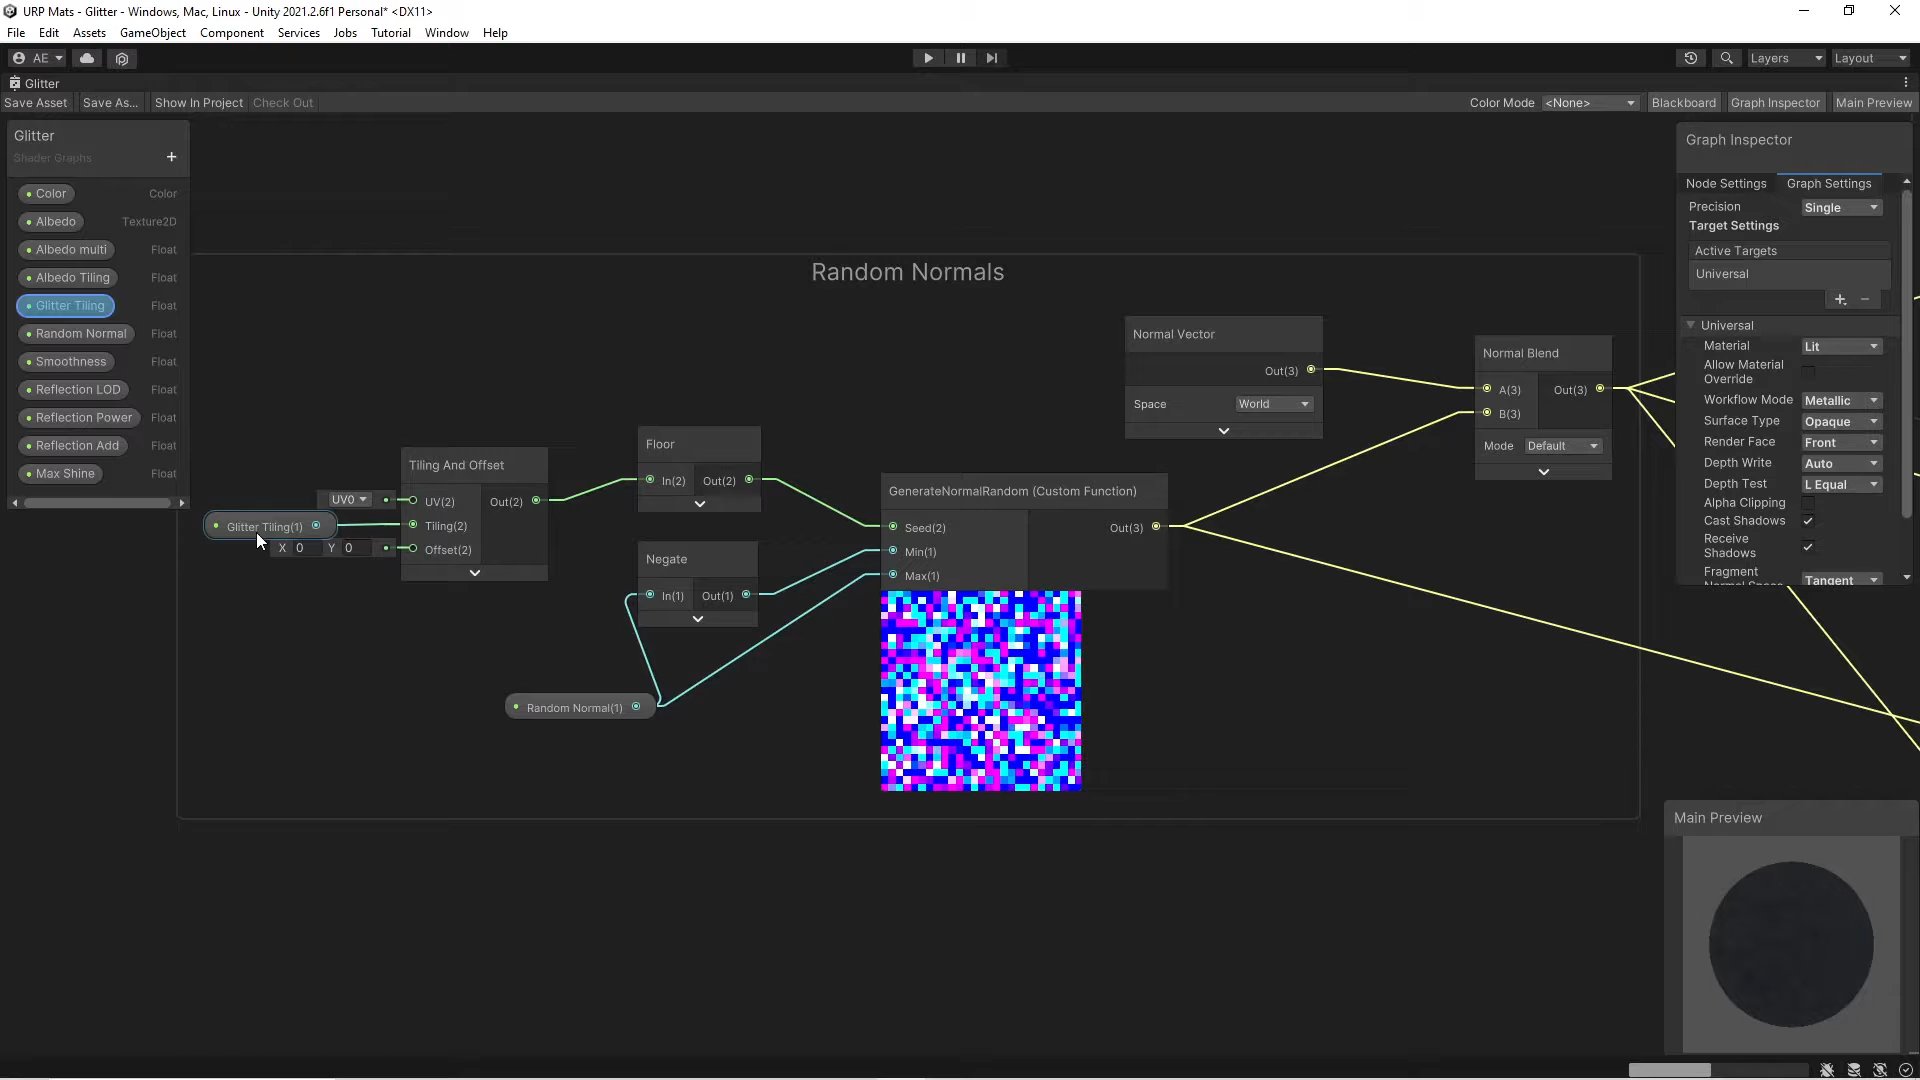 URP Mats - Glitter - Windows, Mac, Linux - Unity 2021.2.6f1 Personal* <DX11>
File Edit Assets GameObject Component Services Jobs Tutorial Window Help
AE Layers Layout
Glitter
Save Asset Save As... Show In Project Check Out Color Mode <None> Blackboard Graph Inspector Main Preview
Glitter
Shader Graphs
Color Color
Albedo Texture2D
Albedo multi Float
Albedo Tiling Float
Glitter Tiling Float
Random Normal Float
Smoothness Float
Reflection LOD Float
Reflection Power Float
Reflection Add Float
Max Shine Float
Random Normals
Glitter Tiling(1)
UV0
X 0 Y 0
Tiling And Offset
UV(2) Out(2)
Tiling(2)
Offset(2)
Floor
In(2) Out(2)
Negate
In(1) Out(1)
Random Normal(1)
GenerateNormalRandom (Custom Function)
Seed(2) Out(3)
Min(1)
Max(1)
Normal Vector
Out(3)
Space World
Normal Blend
A(3) Out(3)
B(3)
Mode Default
Graph Inspector
Node Settings Graph Settings
Precision Single
Target Settings
Active Targets
Universal
Universal
Material Lit
Allow Material
Override
Workflow Mode Metallic
Surface Type Opaque
Render Face Front
Depth Write Auto
Depth Test L Equal
Alpha Clipping
Cast Shadows
Receive
Shadows
Fragment
Normal Space Tangent
Main Preview